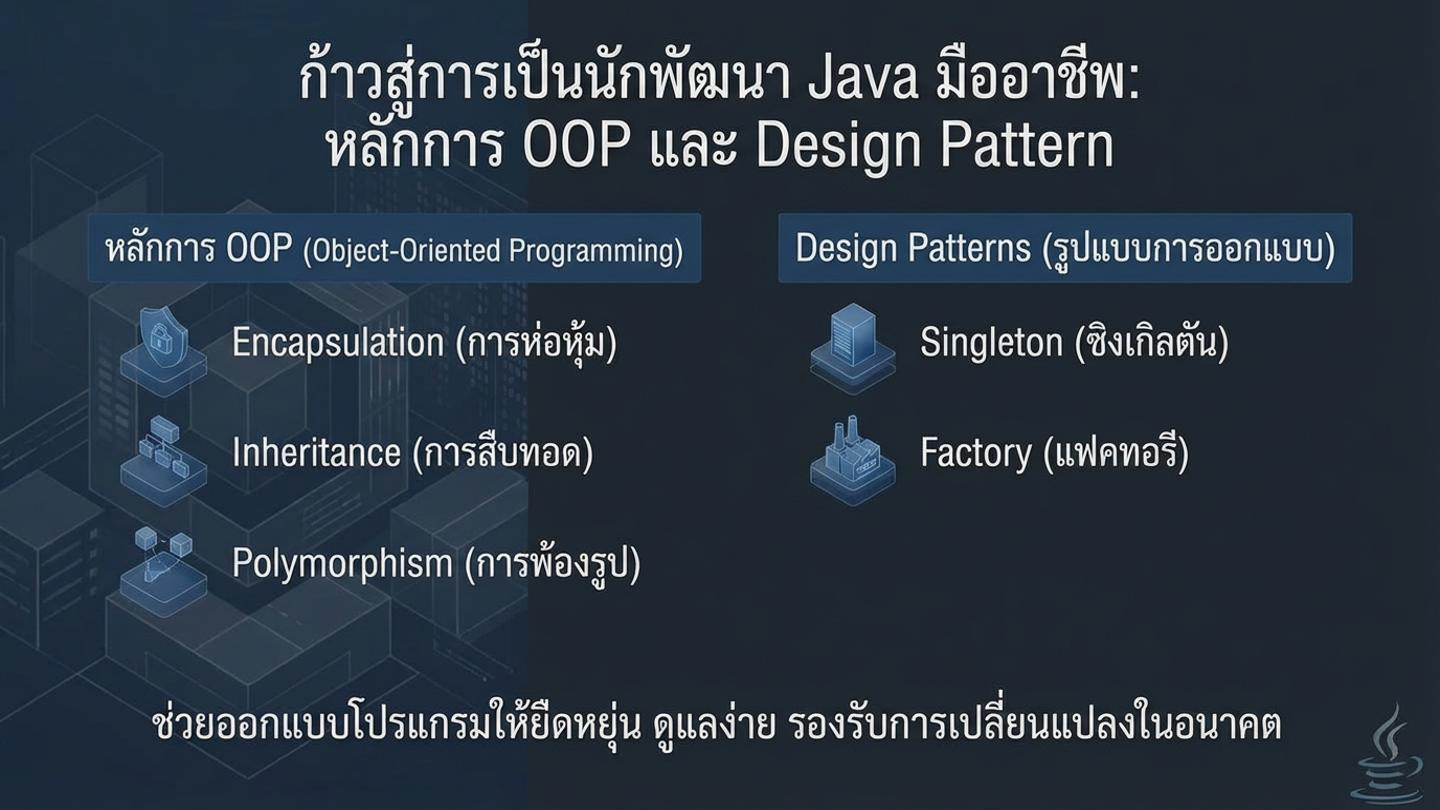 ก้าวสู่การเป็นนักพัฒนา Java มืออาชีพ:
หลักการ OOP และ Design Pattern
หลักการ OOP (Object-Oriented Programming)
Encapsulation (การห่อหุ้ม)
Inheritance (การสืบทอด)
Polymorphism (การพ้องรูป)
Design Patterns (รูปแบบการออกแบบ)
Singleton (ซิงเกิลตัน)
Factory (แฟคทอรี)
ช่วยออกแบบโปรแกรมให้ยืดหยุ่น ดูแลง่าย รองรับการเปลี่ยนแปลงในอนาคต